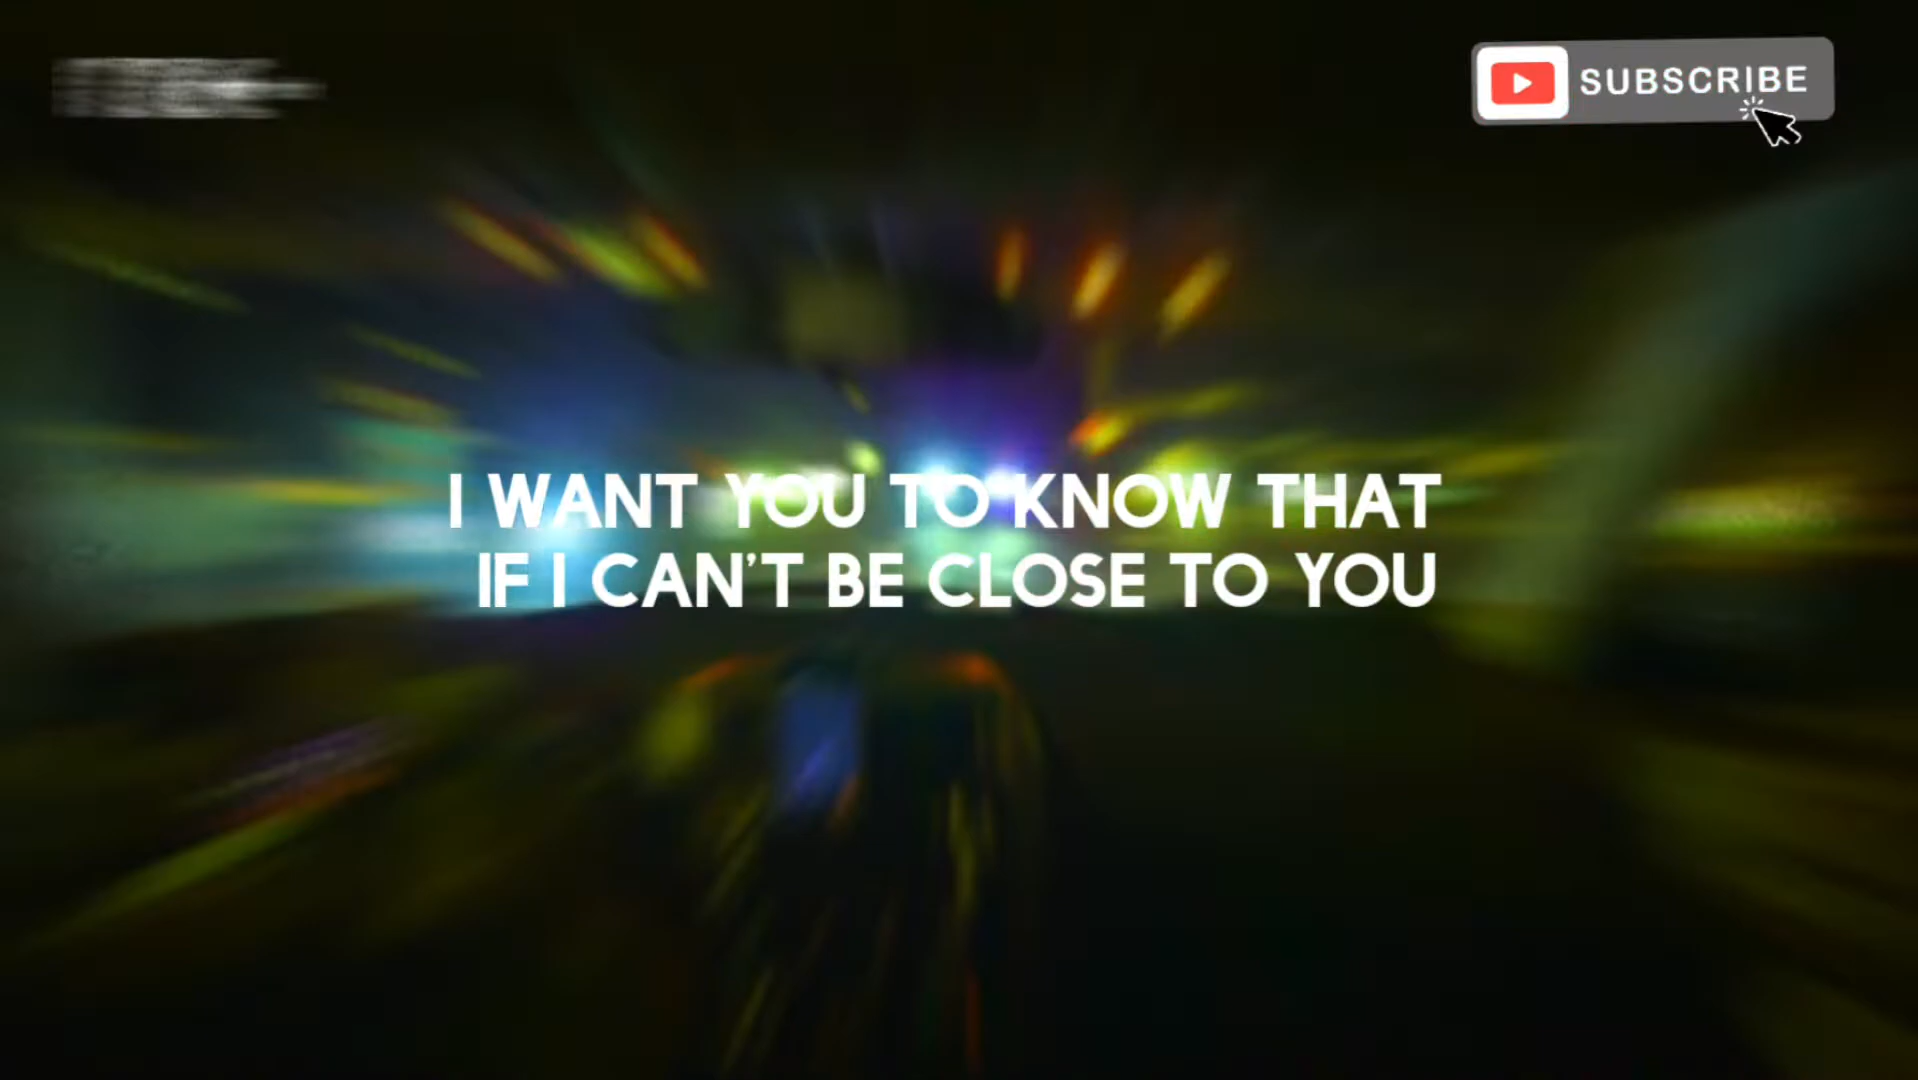 SUBSCRIBE
I WANT YOU TO KNOW THAT
IF I CAN'T BE CLOSE TO YOU